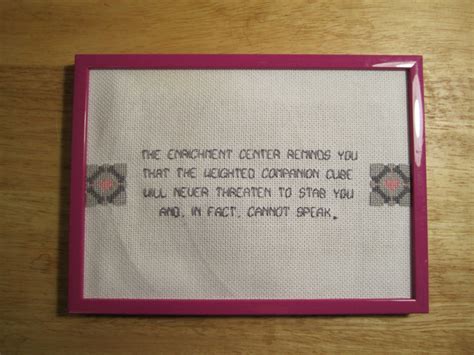 THE ENRICHMENT CENTER REMINDS YOU
THAT THE WEIGHTED COMPANION CUBE
WILL NEVER THREATEN TO STAB YOU
AND, IN FACT, CANNOT SPEAK.